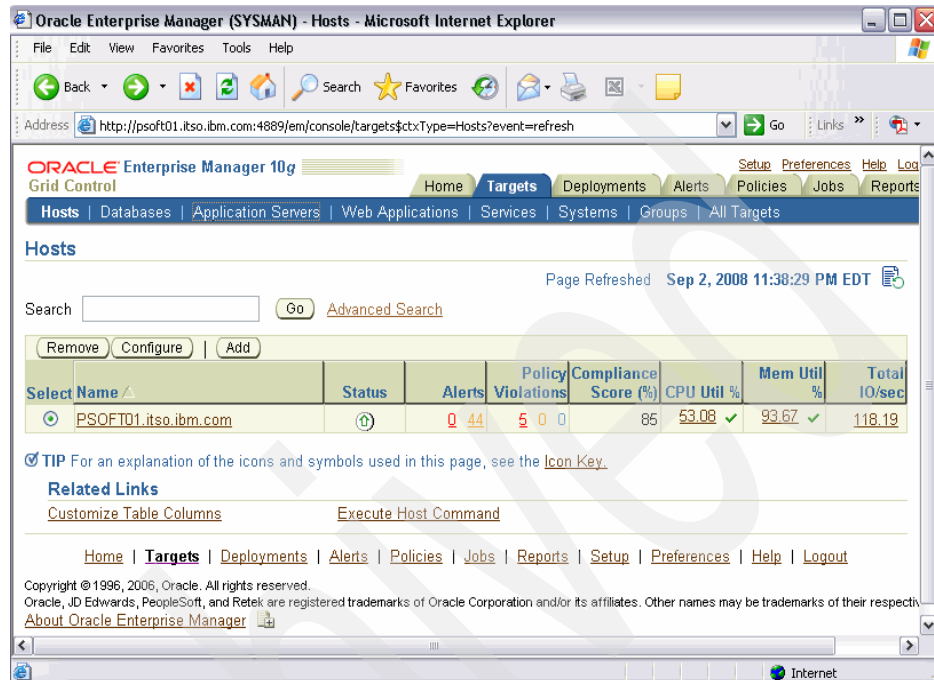 Oracle Enterprise Manager (SYSMAN) - Hosts - Microsoft Internet Explorer
File Edit View Favorites Tools Help
Back Search Favorites
Address http://psoft01.itso.ibm.com:4889/em/console/targets$ctxType=Hosts?event=refresh Go Links »
Setup Preferences Help Log
ORACLE Enterprise Manager 10g
Grid Control
Home Targets Deployments Alerts Policies Jobs Reports
Hosts | Databases | Application Servers | Web Applications | Services | Systems | Groups | All Targets
Hosts
Page Refreshed Sep 2, 2008 11:38:29 PM EDT
Search Go Advanced Search
Remove Configure | Add
Select Name Status Alerts Policy Violations Compliance Score (%) CPU Util % Mem Util % Total IO/sec
PSOFT01.itso.ibm.com 0 44 5 0 0 85 53.08 93.67 118.19
TIP For an explanation of the icons and symbols used in this page, see the Icon Key.
Related Links
Customize Table Columns Execute Host Command
Home | Targets | Deployments | Alerts | Policies | Jobs | Reports | Setup | Preferences | Help | Logout
Copyright © 1996, 2006, Oracle. All rights reserved.
Oracle, JD Edwards, PeopleSoft, and Retek are registered trademarks of Oracle Corporation and/or its affiliates. Other names may be trademarks of their respectiv
About Oracle Enterprise Manager
Internet